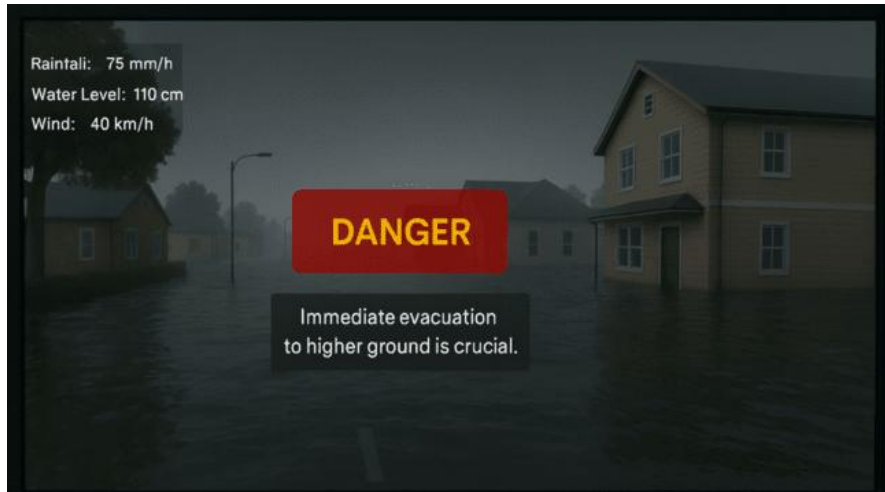 Raintali: 75 mm/h
Water Level: 110 cm
Wind: 40 km/h
DANGER
Immediate evacuation
to higher ground is crucial.